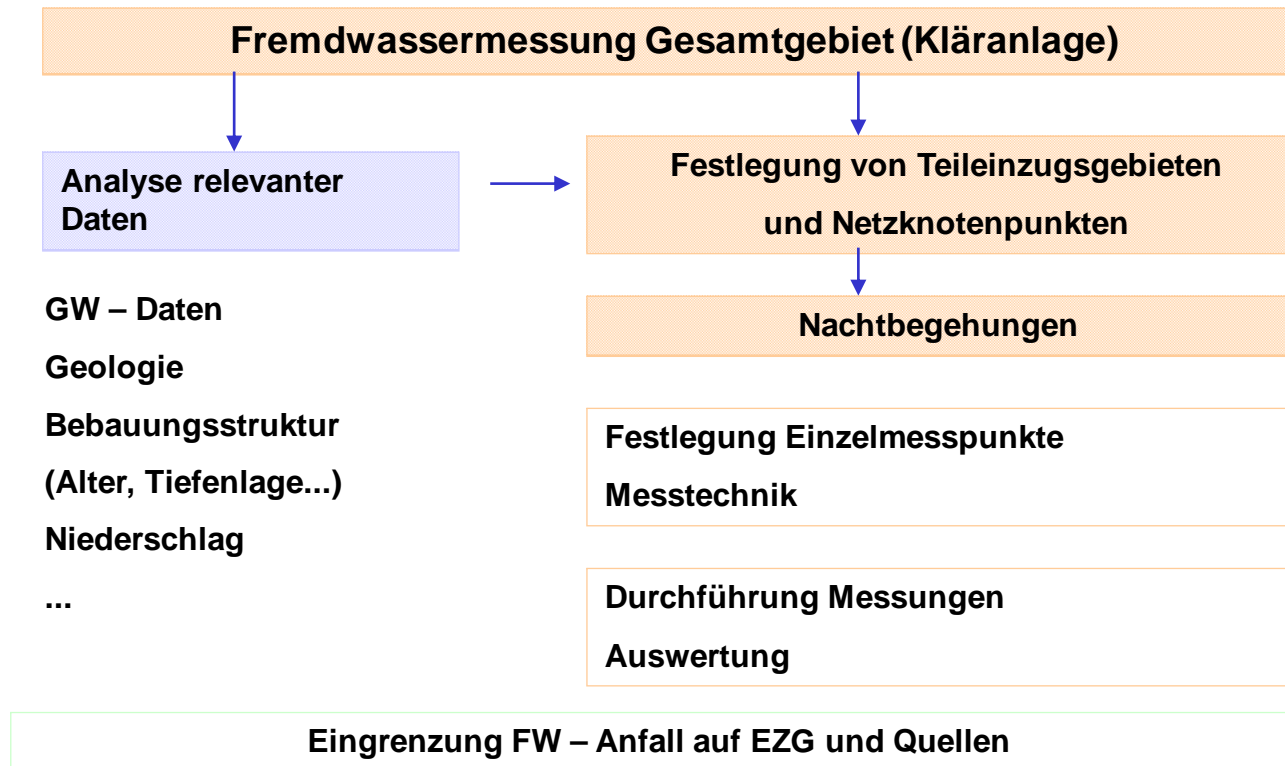 Fremdwassermessung Gesamtgebiet (Kläranlage)
Analyse relevanter
Daten
GW – Daten
Geologie
Bebauungsstruktur
(Alter, Tiefenlage...)
Niederschlag
...
Festlegung von Teileinzugsgebieten
und Netzknotenpunkten
Nachtbegehungen
Festlegung Einzelmesspunkte
Messtechnik
Durchführung Messungen
Auswertung
Eingrenzung FW – Anfall auf EZG und Quellen